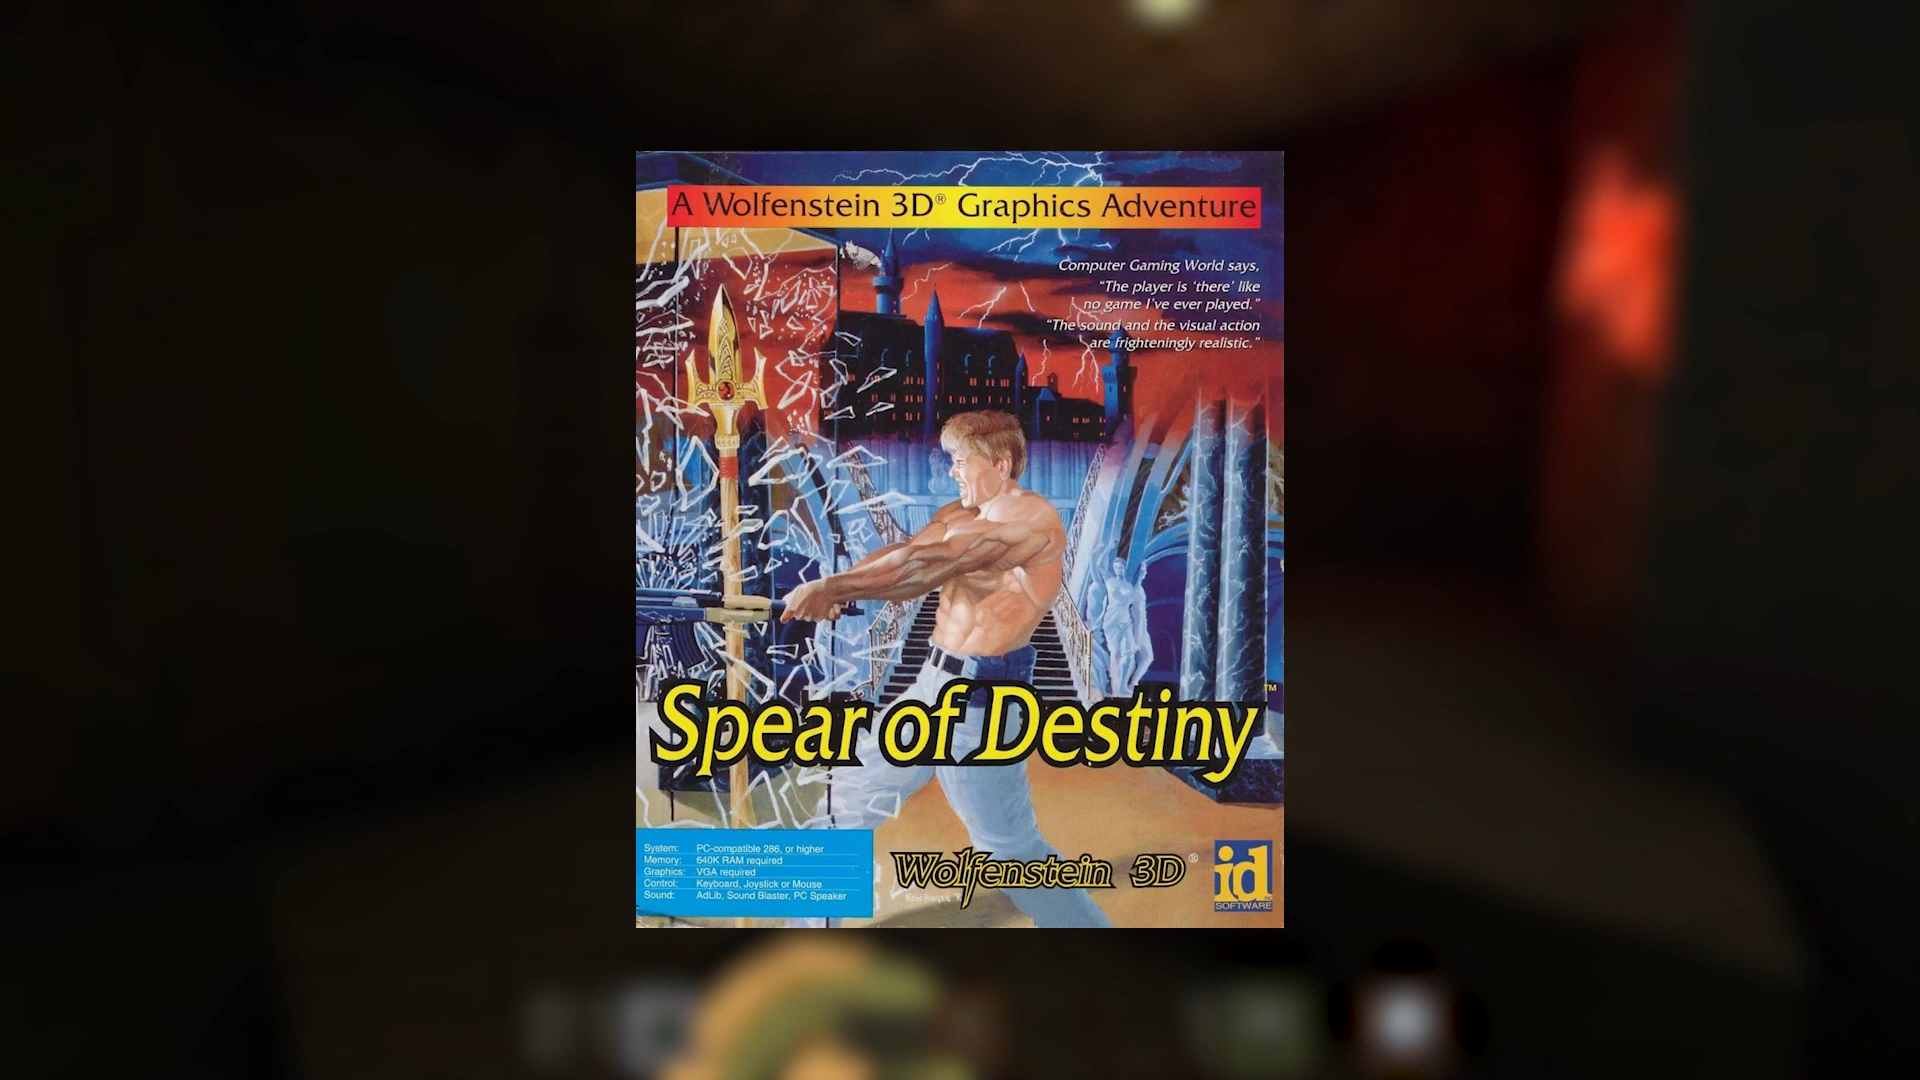 A Wolfenstein 3D® Graphics Adventure
Computer Gaming World says,
"The player is 'there' like
no game I've ever played."
"The sound and the visual action
are frighteningly realistic."
Spear of Destiny™
System: PC-compatible 286, or higher
Memory: 640K RAM required
Graphics: VGA required
Control: Keyboard, Joystick or Mouse
Sound: AdLib, Sound Blaster, PC Speaker
Wolfenstein 3D®
id
SOFTWARE